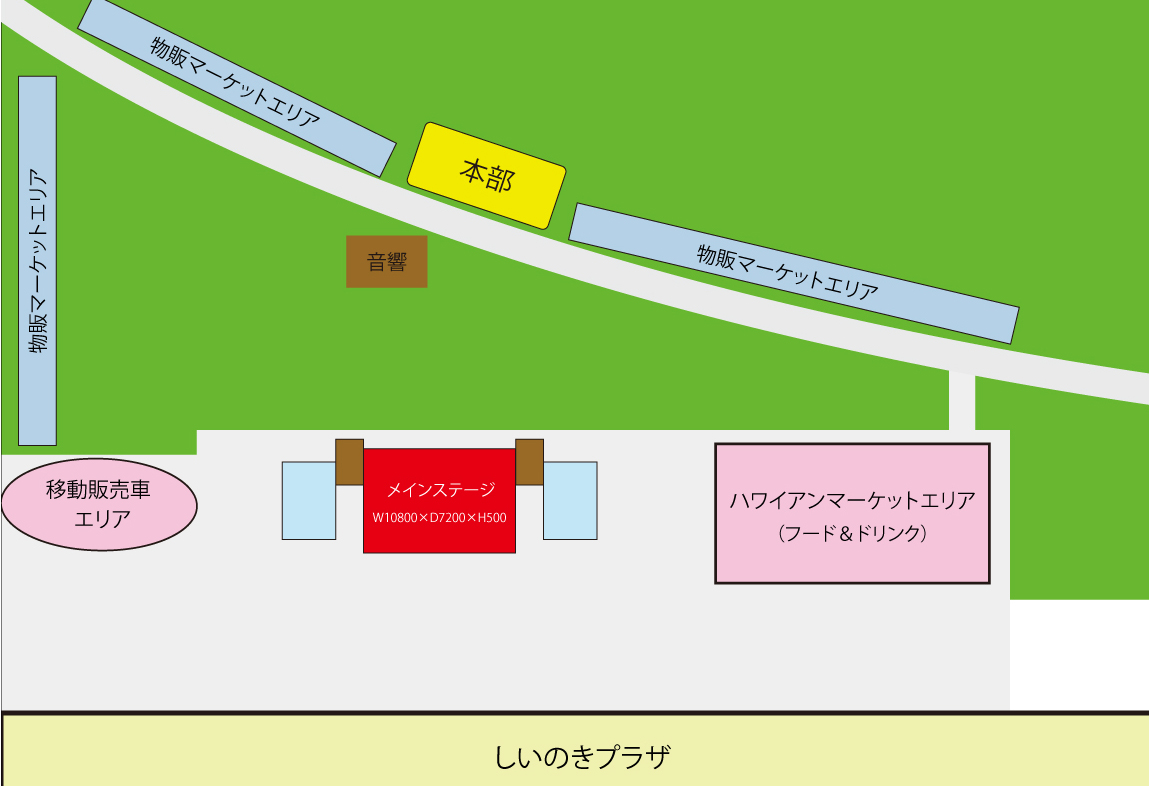 物販マーケットエリア
本部
物販マーケットエリア
音響
物販マーケットエリア
移動販売車
エリア
メインステージ
W10800×D7200×H500
ハワイアンマーケットエリア
（フード＆ドリンク）
しいのきプラザ